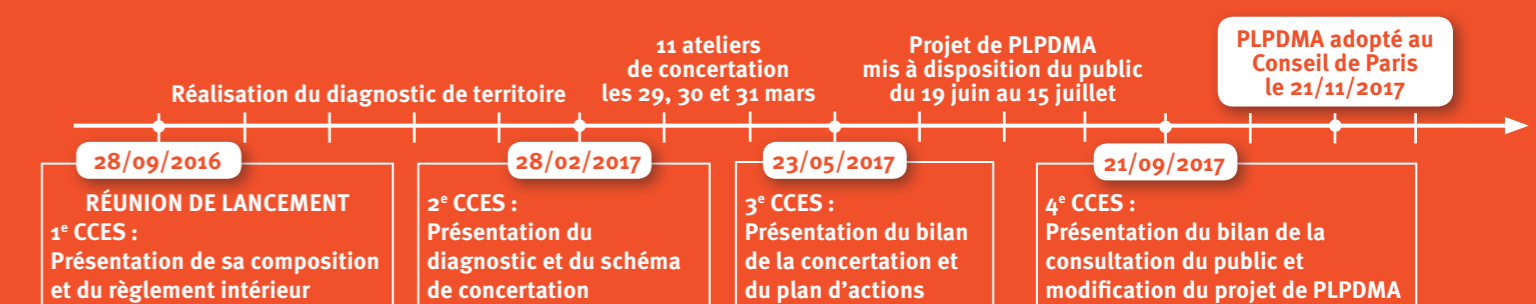 Réalisation du diagnostic de territoire
11 ateliers
de concertation
les 29, 30 et 31 mars
Projet de PLPDMA
mis à disposition du public
du 19 juin au 15 juillet
PLPDMA adopté au
Conseil de Paris
le 21/11/2017
28/09/2016
RÉUNION DE LANCEMENT
1e CCES :
Présentation de sa composition
et du règlement intérieur
28/02/2017
2e CCES :
Présentation du
diagnostic et du schéma
de concertation
23/05/2017
3e CCES :
Présentation du bilan
de la concertation et
du plan d'actions
21/09/2017
4e CCES :
Présentation du bilan de la
consultation du public et
modification du projet de PLPDMA